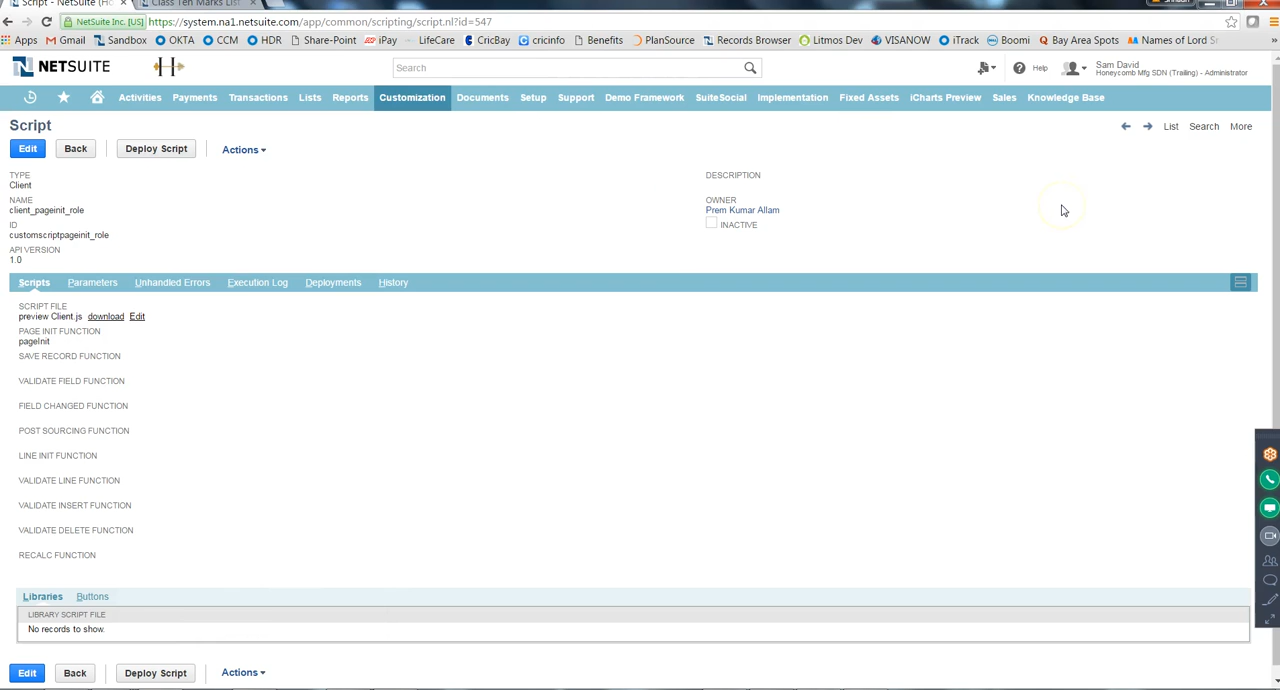 Script - NetSuite (Ho
Class Ten Marks List
NetSuite Inc. [US] https://system.na1.netsuite.com/app/common/scripting/script.nl?id=547
Apps Gmail Sandbox OKTA CCM HDR Share-Point iPay LifeCare CricBay cricinfo Benefits PlanSource Records Browser Litmos Dev VISANOW iTrack Boomi Bay Area Spots Names of Lord Sr »
NETSUITE Search Help Sam David
Honeycomb Mfg SDN (Trailing) - Administrator
Activities Payments Transactions Lists Reports Customization Documents Setup Support Demo Framework SuiteSocial Implementation Fixed Assets iCharts Preview Sales Knowledge Base
Script List Search More
Edit Back Deploy Script Actions
TYPE
Client
NAME
client_pageinit_role
ID
customscriptpageinit_role
API VERSION
1.0
DESCRIPTION
OWNER
Prem Kumar Allam
INACTIVE
Scripts Parameters Unhandled Errors Execution Log Deployments History
SCRIPT FILE
preview Client.js download Edit
PAGE INIT FUNCTION
pageInit
SAVE RECORD FUNCTION
VALIDATE FIELD FUNCTION
FIELD CHANGED FUNCTION
POST SOURCING FUNCTION
LINE INIT FUNCTION
VALIDATE LINE FUNCTION
VALIDATE INSERT FUNCTION
VALIDATE DELETE FUNCTION
RECALC FUNCTION
Libraries Buttons
LIBRARY SCRIPT FILE
No records to show.
Edit Back Deploy Script Actions